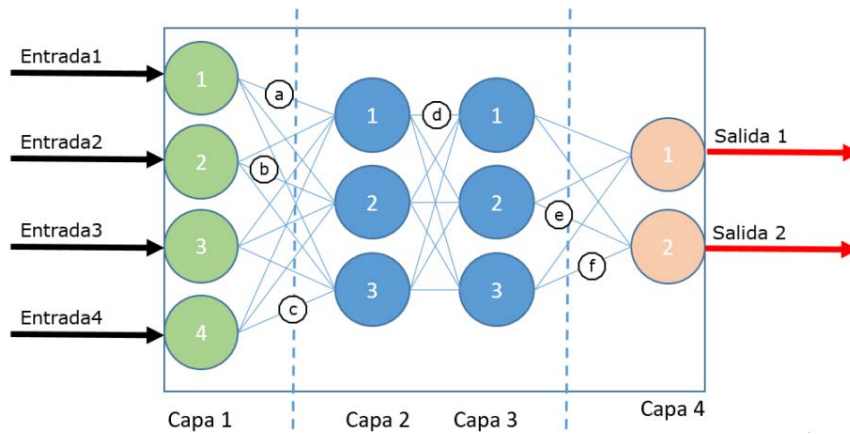 Entrada1
Entrada2
Entrada3
Entrada4
1
2
3
4
a
b
c
1
2
3
d
1
2
3
e
f
1
2
Salida 1
Salida 2
Capa 1
Capa 2
Capa 3
Capa 4